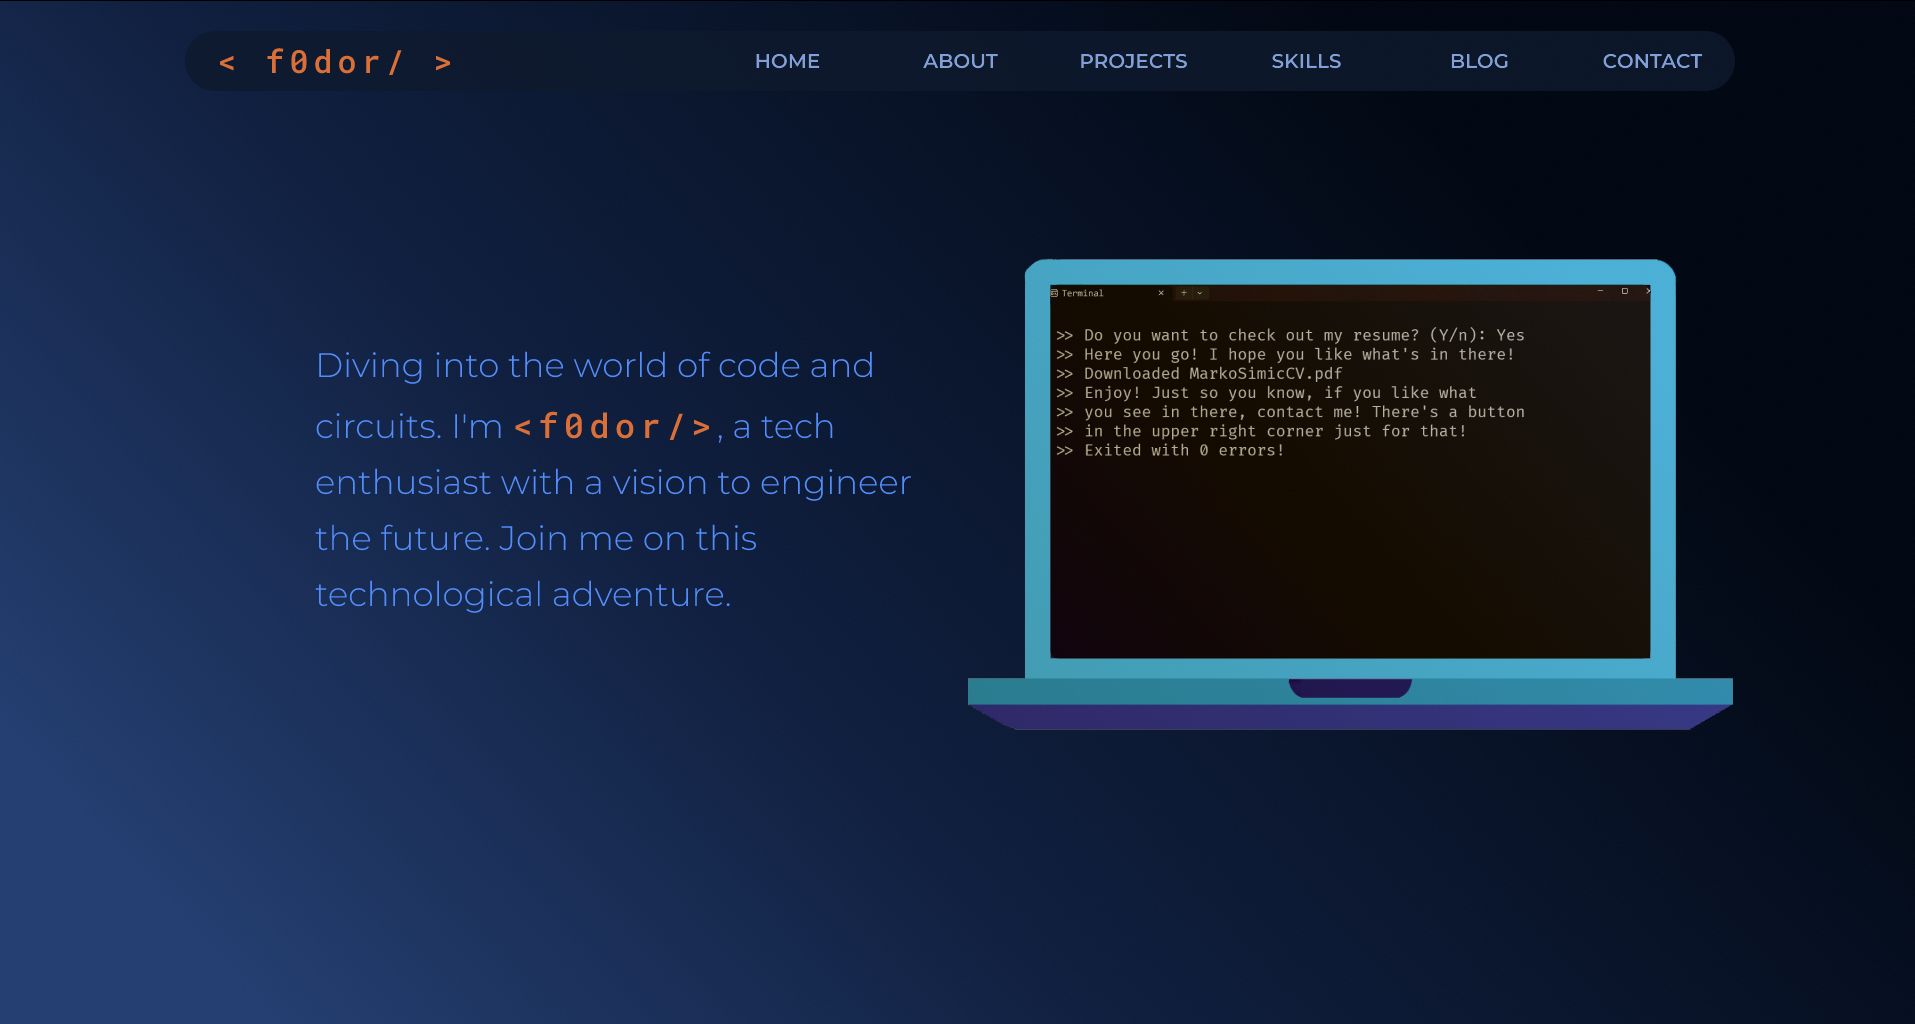 < f0dor/ >
HOME ABOUT PROJECTS SKILLS BLOG CONTACT
Diving into the world of code and
circuits. I'm <f0dor/>, a tech
enthusiast with a vision to engineer
the future. Join me on this
technological adventure.
Terminal
>> Do you want to check out my resume? (Y/n): Yes
>> Here you go! I hope you like what's in there!
>> Downloaded MarkoSimicCV.pdf
>> Enjoy! Just so you know, if you like what
>> you see in there, contact me! There's a button
>> in the upper right corner just for that!
>> Exited with 0 errors!